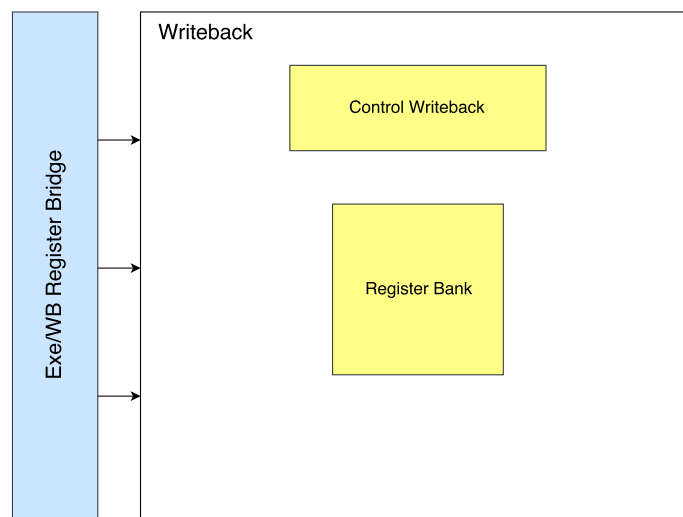 Writeback
Control Writeback
Exe/WB Register Bridge
Register Bank